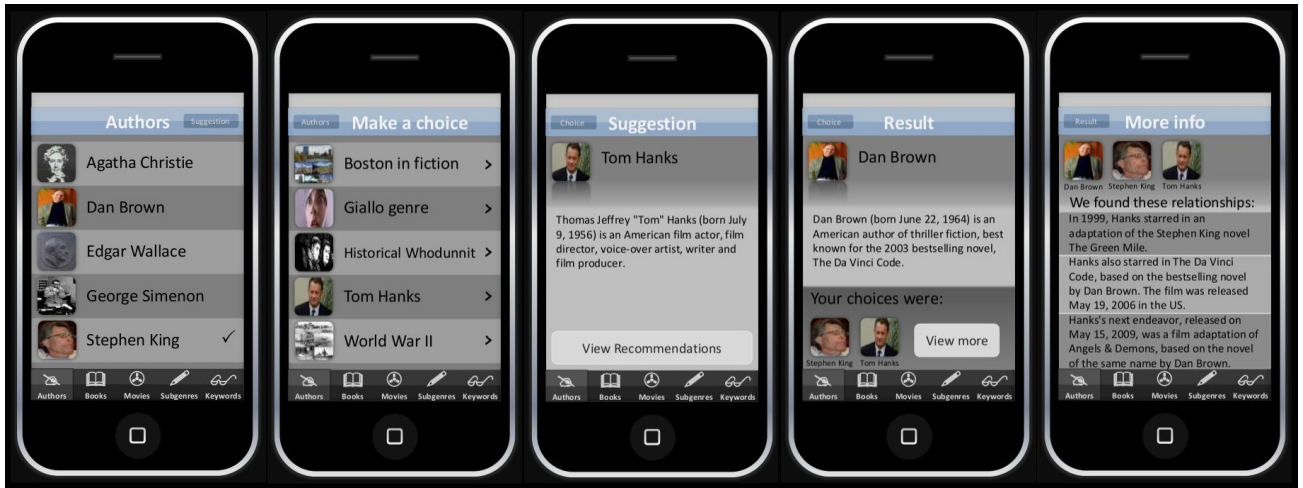 Authors
Suggestion
Agatha Christie
Dan Brown
Edgar Wallace
George Simenon
Stephen King ✓
Authors
Books
Movies
Subgenres
Keywords
Authors
Make a choice
Boston in fiction >
Giallo genre >
Historical Whodunnit >
Tom Hanks >
World War II >
Authors
Books
Movies
Subgenres
Keywords
Choice
Suggestion
Tom Hanks
Thomas Jeffrey "Tom" Hanks (born July
9, 1956) is an American film actor, film
director, voice-over artist, writer and
film producer.
View Recommendations
Authors
Books
Movies
Subgenres
Keywords
Choice
Result
Dan Brown
Dan Brown (born June 22, 1964) is an
American author of thriller fiction, best
known for the 2003 bestselling novel,
The Da Vinci Code.
Your choices were:
View more
Stephen King
Tom Hanks
Authors
Books
Movies
Subgenres
Keywords
Result
More info
Dan Brown
Stephen King
Tom Hanks
We found these relationships:
In 1999, Hanks starred in an
adaptation of the Stephen King novel
The Green Mile.
Hanks also starred in The Da Vinci
Code, based on the bestselling novel
by Dan Brown. The film was released
May 19, 2006 in the US.
Hanks's next endeavor, released on
May 15, 2009, was a film adaptation of
Angels & Demons, based on the novel
of the same name by Dan Brown.
Authors
Books
Movies
Subgenres
Keywords